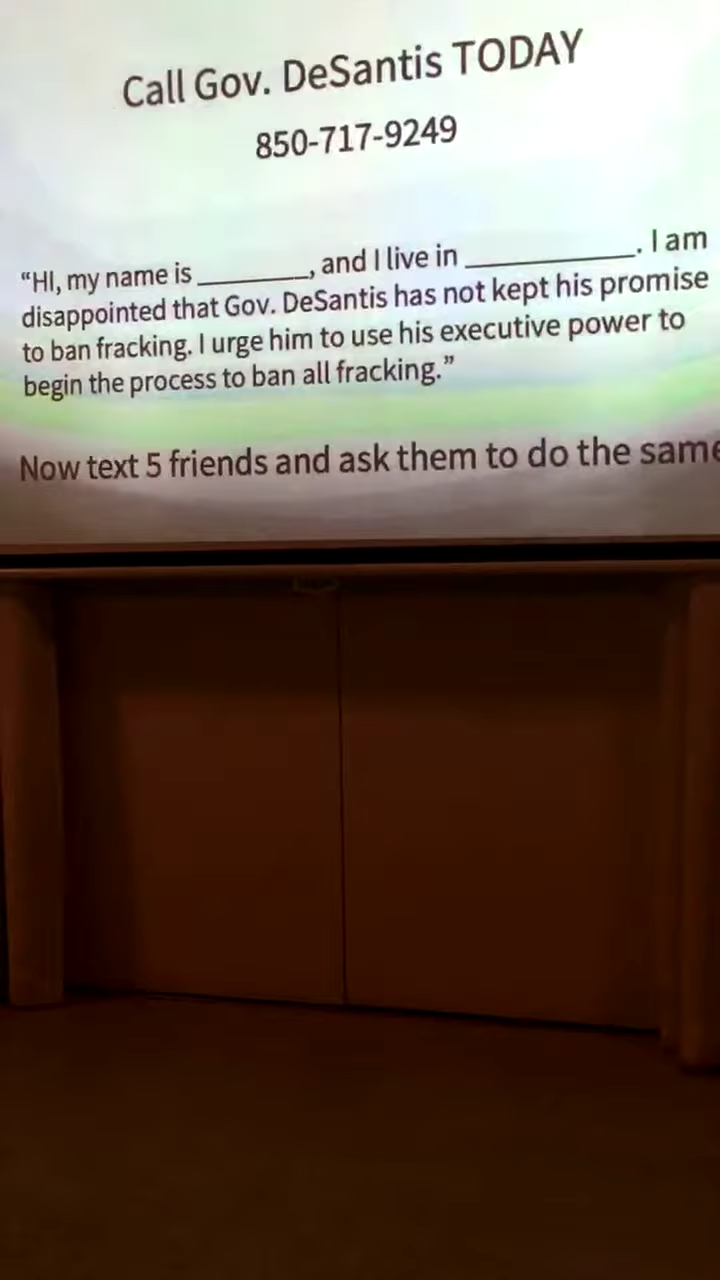 Call Gov. DeSantis TODAY
850-717-9249
“HI, my name is ________, and I live in ____________. I am
disappointed that Gov. DeSantis has not kept his promise
to ban fracking. I urge him to use his executive power to
begin the process to ban all fracking.”
Now text 5 friends and ask them to do the same